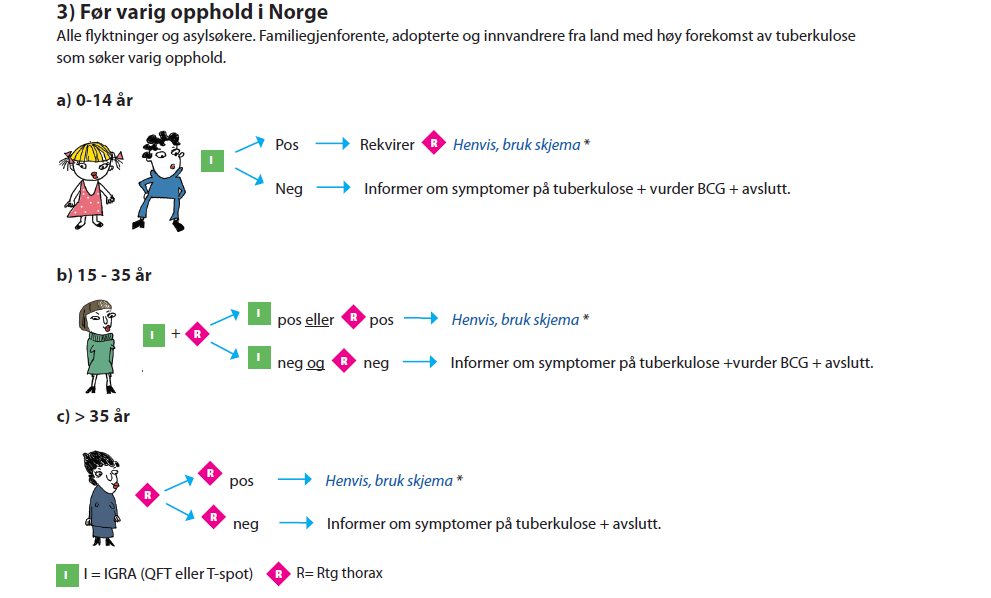 3) Før varig opphold i Norge
Alle flyktninger og asylsøkere. Familiegjenforente, adopterte og innvandrere fra land med høy forekomst av tuberkulose
som søker varig opphold.
a) 0-14 år
I
Pos
Rekvirer R Henvis, bruk skjema *
Neg
Informer om symptomer på tuberkulose + vurder BCG + avslutt.
b) 15 - 35 år
I + R
I pos eller R pos
Henvis, bruk skjema *
I neg og R neg
Informer om symptomer på tuberkulose +vurder BCG + avslutt.
c) > 35 år
R
R pos
Henvis, bruk skjema *
R neg
Informer om symptomer på tuberkulose + avslutt.
I I = IGRA (QFT eller T-spot) R R= Rtg thorax